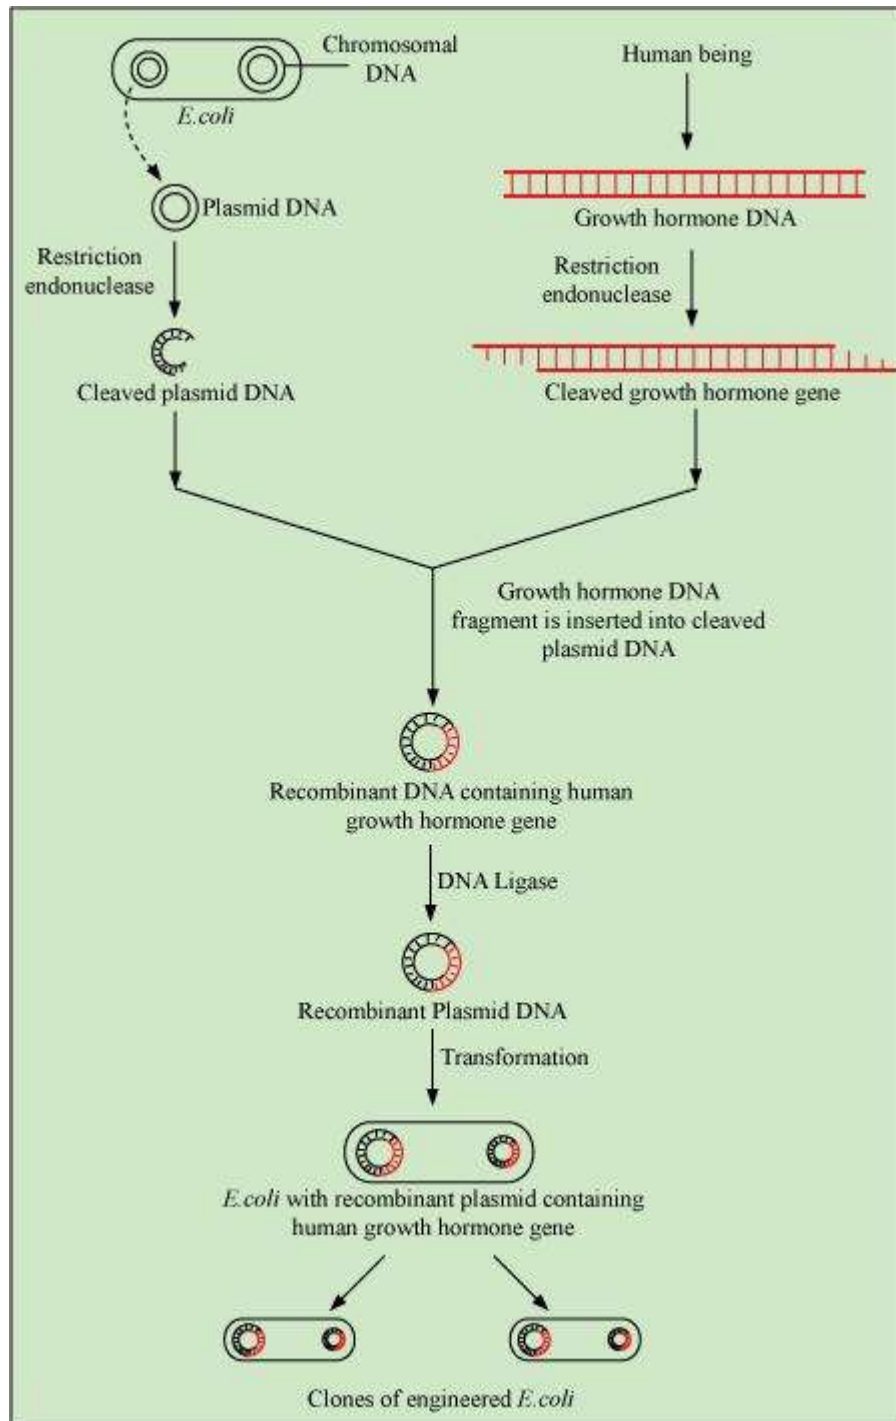 Chromosomal
DNA
E.coli
Human being
Plasmid DNA
Growth hormone DNA
Restriction
endonuclease
Restriction
endonuclease
Cleaved plasmid DNA
Cleaved growth hormone gene
Growth hormone DNA
fragment is inserted into cleaved
plasmid DNA
Recombinant DNA containing human
growth hormone gene
DNA Ligase
Recombinant Plasmid DNA
Transformation
E.coli with recombinant plasmid containing
human growth hormone gene
Clones of engineered E.coli